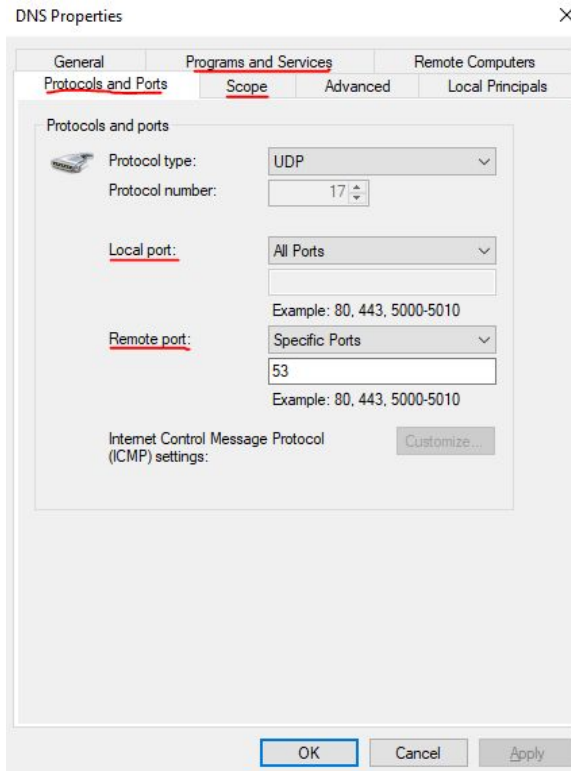 DNS Properties
General Programs and Services Remote Computers
Protocols and Ports Scope Advanced Local Principals
Protocols and ports
Protocol type: UDP
Protocol number: 17
Local port: All Ports
Example: 80, 443, 5000-5010
Remote port: Specific Ports
53
Example: 80, 443, 5000-5010
Internet Control Message Protocol Customize...
(ICMP) settings:
OK Cancel Apply